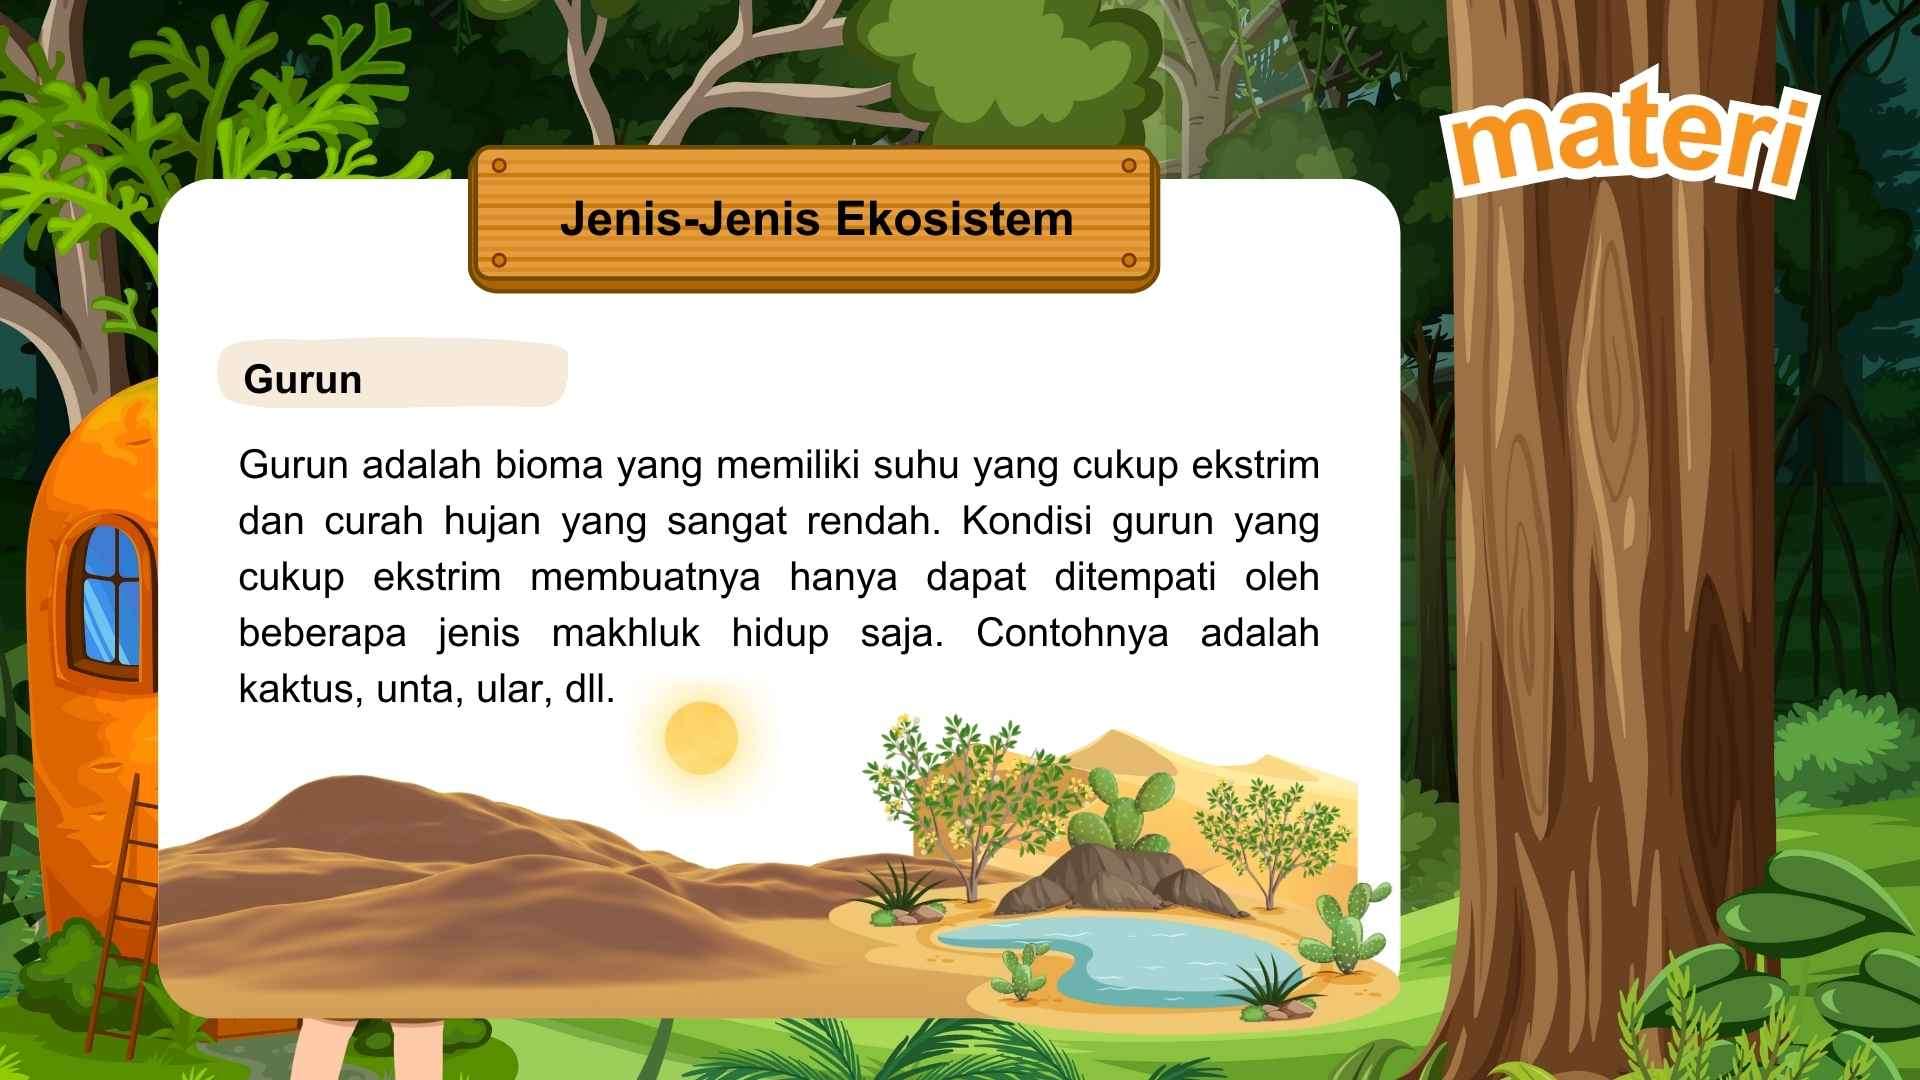 materi
Jenis-Jenis Ekosistem
Gurun
Gurun adalah bioma yang memiliki suhu yang cukup ekstrim
dan curah hujan yang sangat rendah. Kondisi gurun yang
cukup ekstrim membuatnya hanya dapat ditempati oleh
beberapa jenis makhluk hidup saja. Contohnya adalah
kaktus, unta, ular, dll.